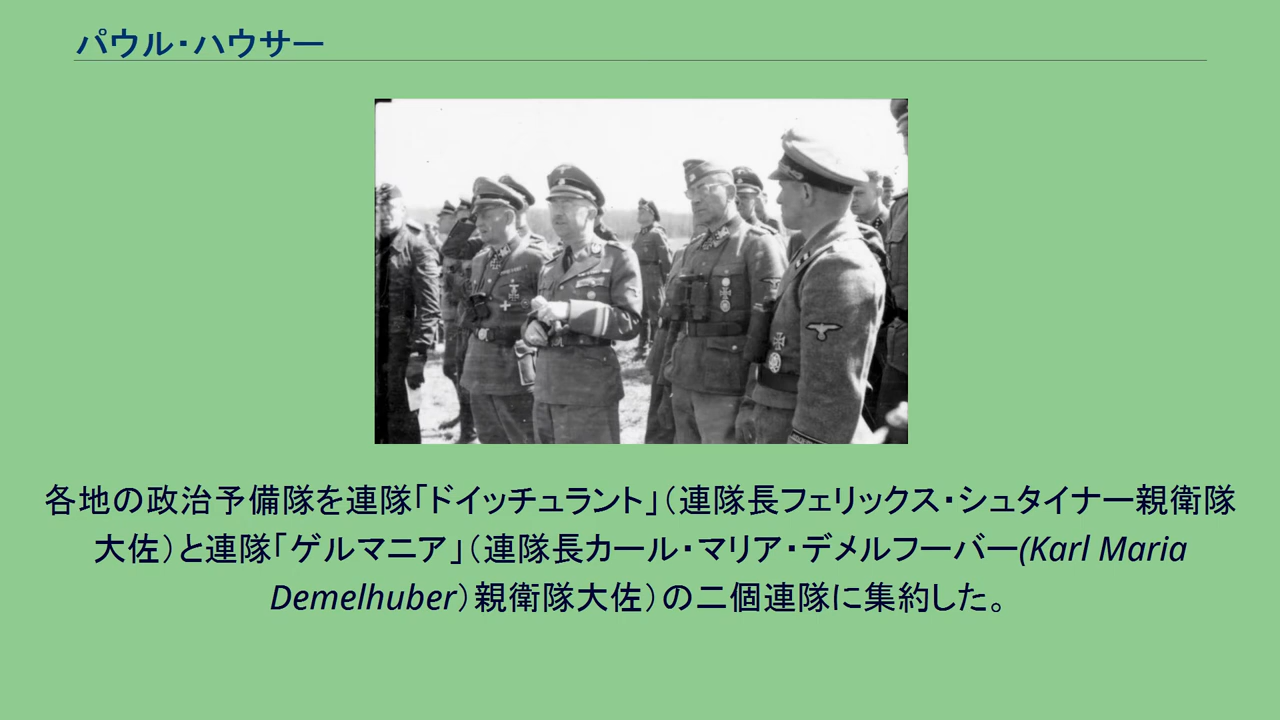 パウル・ハウサー
各地の政治予備隊を連隊「ドイッチュラント」（連隊長フェリックス・シュタイナー親衛隊
大佐）と連隊「ゲルマニア」（連隊長カール・マリア・デメルフーバー(Karl Maria
Demelhuber）親衛隊大佐）の二個連隊に集約した。